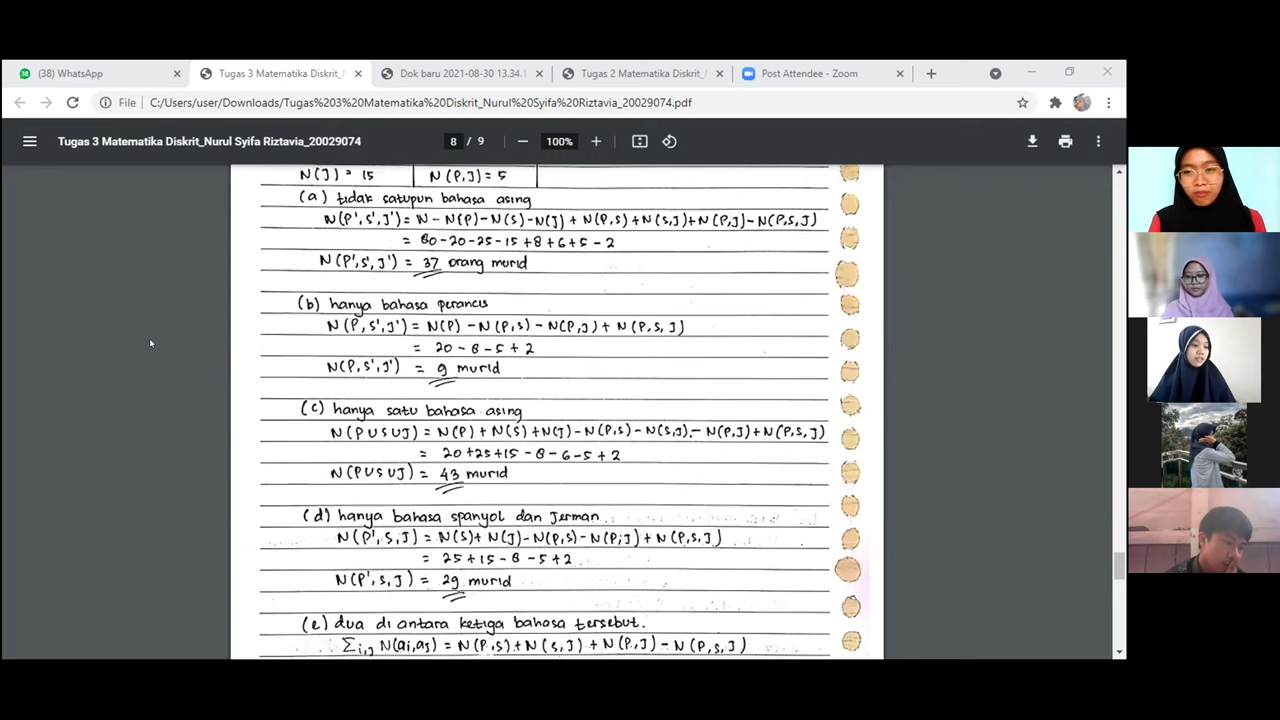 (38) WhatsApp
Tugas 3 Matematika Diskrit_N
Dok baru 2021-08-30 13.34.1
Tugas 2 Matematika Diskrit_
Post Attendee - Zoom
File
C:/Users/user/Downloads/Tugas%203%20Matematika%20Diskrit_Nurul%20Syifa%20Riztavia_20029074.pdf
Tugas 3 Matematika Diskrit_Nurul Syifa Riztavia_20029074
8 / 9
100%
N(J) = 15 N(P,J) = 5
(a) tidak satupun bahasa asing
N(P',S',J') = N - N(P) - N(S) - N(J) + N(P,S) + N(S,J) + N(P,J) - N(P,S,J)
= 80 - 20 - 25 - 15 + 8 + 6 + 5 - 2
N(P',S',J') = 37 orang murid
(b) hanya bahasa perancis
N(P,S',J') = N(P) - N(P,S) - N(P,J) + N(P,S,J)
= 20 - 8 - 5 + 2
N(P,S',J') = 9 murid
(c) hanya satu bahasa asing
N(PUSUJ) = N(P) + N(S) + N(J) - N(P,S) - N(S,J) - N(P,J) + N(P,S,J)
= 20 + 25 + 15 - 8 - 6 - 5 + 2
N(PUSUJ) = 43 murid
(d) hanya bahasa spanyol dan Jerman
N(P',S,J) = N(S) + N(J) - N(P,S) - N(P,J) + N(P,S,J)
= 25 + 15 - 8 - 5 + 2
N(P',S,J) = 29 murid
(e) dua di antara ketiga bahasa tersebut.
Σi,J N(ai,aj) = N(P,S) + N(S,J) + N(P,J) - N(P,S,J)